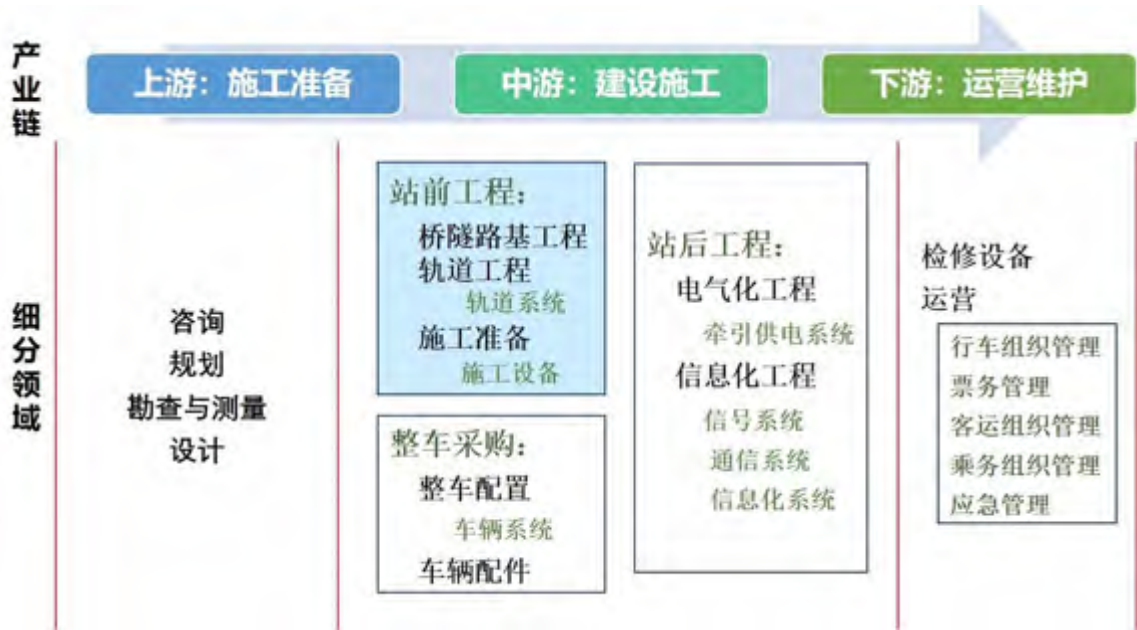 产业链
上游：施工准备
中游：建设施工
下游：运营维护
细分领域
咨询
规划
勘查与测量
设计
站前工程：
桥隧路基工程
轨道工程
轨道系统
施工准备
施工设备
整车采购：
整车配置
车辆系统
车辆配件
站后工程：
电气化工程
牵引供电系统
信息化工程
信号系统
通信系统
信息化系统
检修设备
运营
行车组织管理
票务管理
客运组织管理
乘务组织管理
应急管理